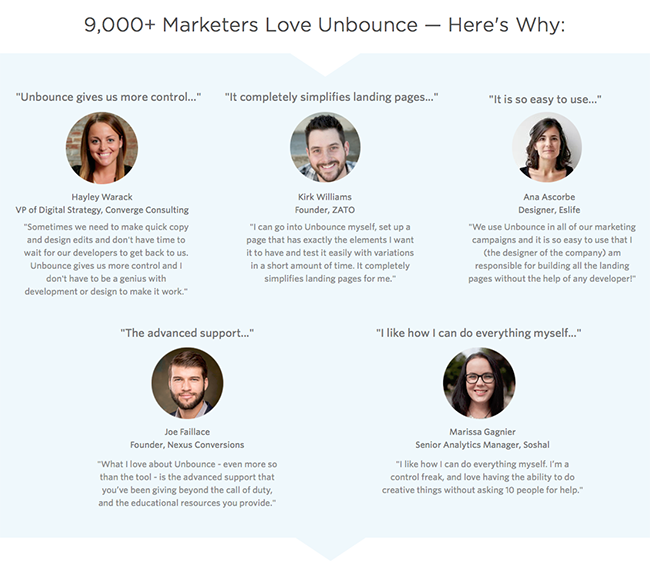 9,000+ Marketers Love Unbounce — Here's Why:
"Unbounce gives us more control..."
Hayley Warack
VP of Digital Strategy, Converge Consulting
"Sometimes we need to make quick copy
and design edits and don't have time to
wait for our developers to get back to us.
Unbounce gives us more control and I
don't have to be a genius with
development or design to make it work."
"It completely simplifies landing pages..."
Kirk Williams
Founder, ZATO
"I can go into Unbounce myself, set up a
page that has exactly the elements I want
it to have and test it easily with variations
in a short amount of time. It completely
simplifies landing pages for me."
"It is so easy to use..."
Ana Ascorbe
Designer, Eslife
"We use Unbounce in all of our marketing
campaigns and it is so easy to use that I
(the designer of the company) am
responsible for building all the landing
pages without the help of any developer!"
"The advanced support..."
Joe Faillace
Founder, Nexus Conversions
"What I love about Unbounce - even more so
than the tool - is the advanced support that
you've been giving beyond the call of duty,
and the educational resources you provide."
"I like how I can do everything myself..."
Marissa Gagnier
Senior Analytics Manager, Soshal
"I like how I can do everything myself. I'm a
control freak, and love having the ability to do
creative things without asking 10 people for help."